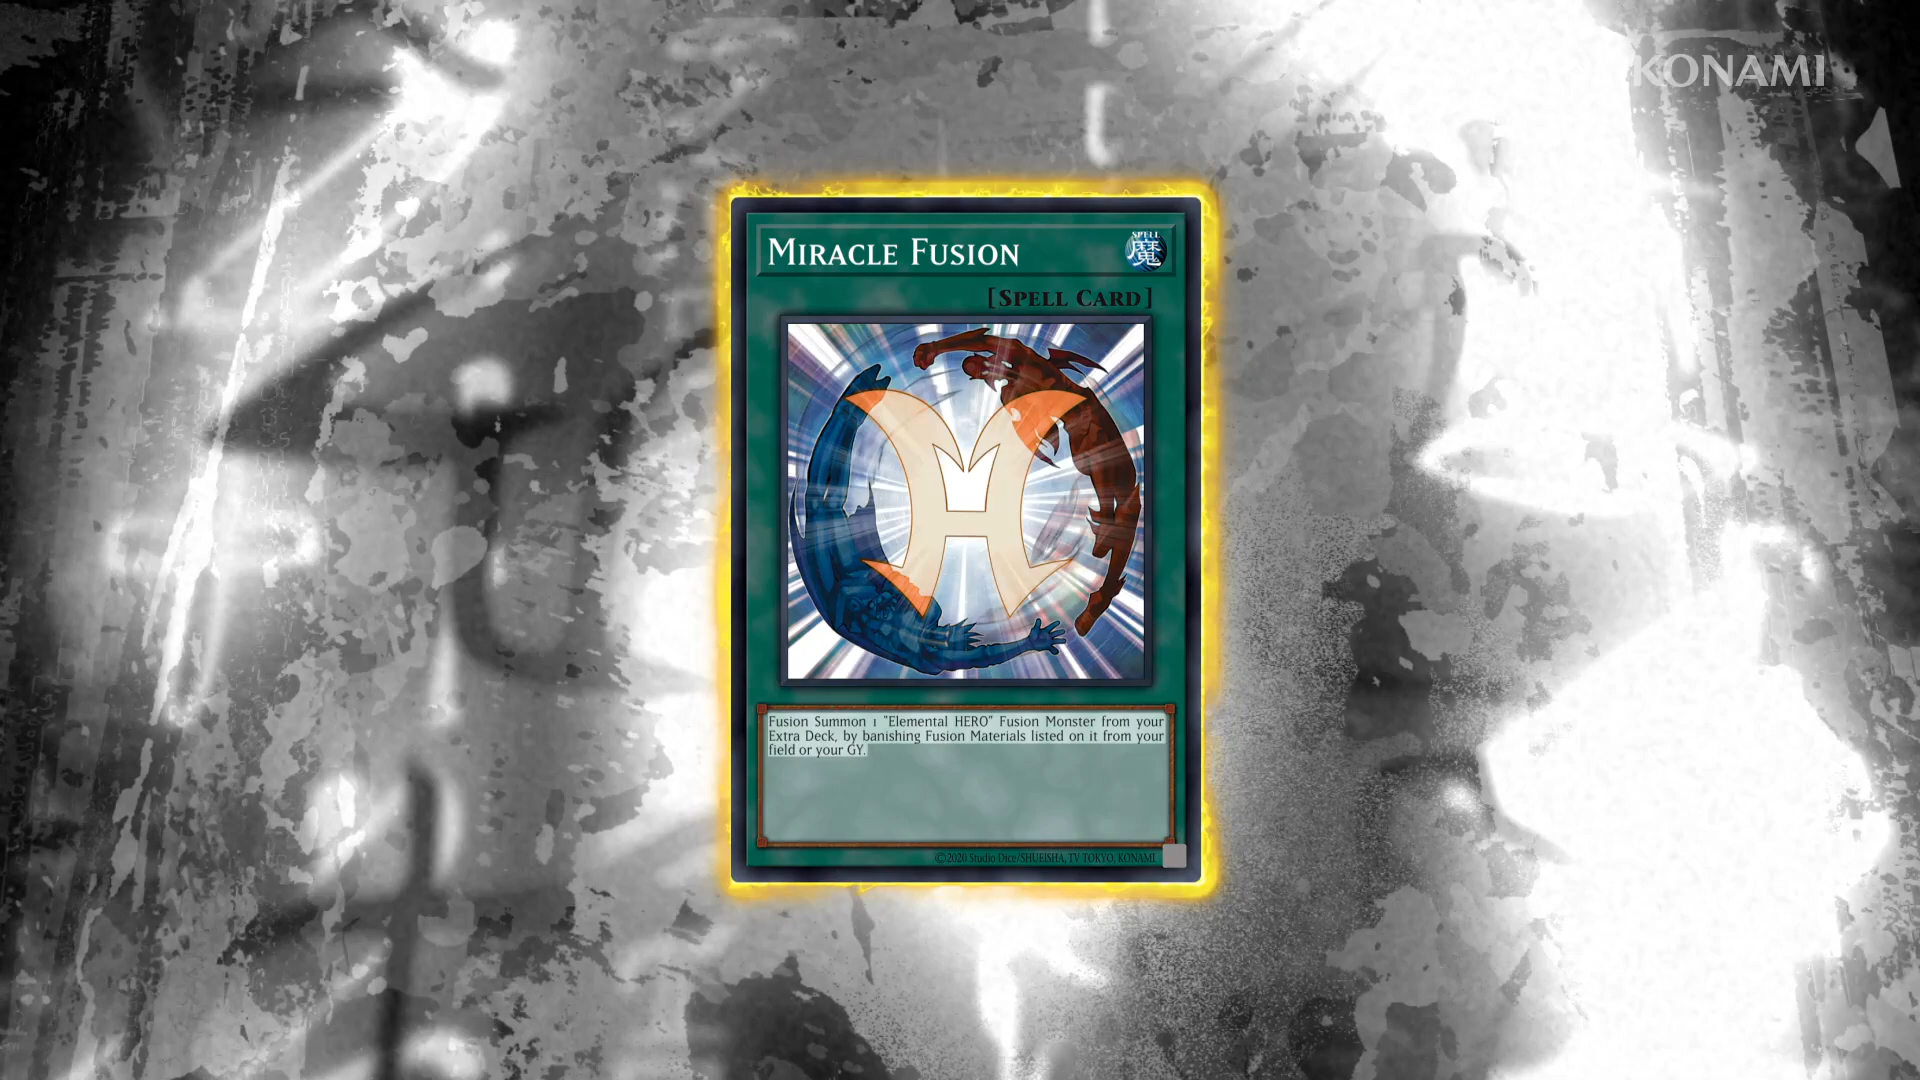 KONAMI
MIRACLE FUSION
SPELL
魔
[SPELL CARD]
Fusion Summon 1 "Elemental HERO" Fusion Monster from your
Extra Deck, by banishing Fusion Materials listed on it from your
field or your GY.
©2020 Studio Dice/SHUEISHA, TV TOKYO, KONAMI